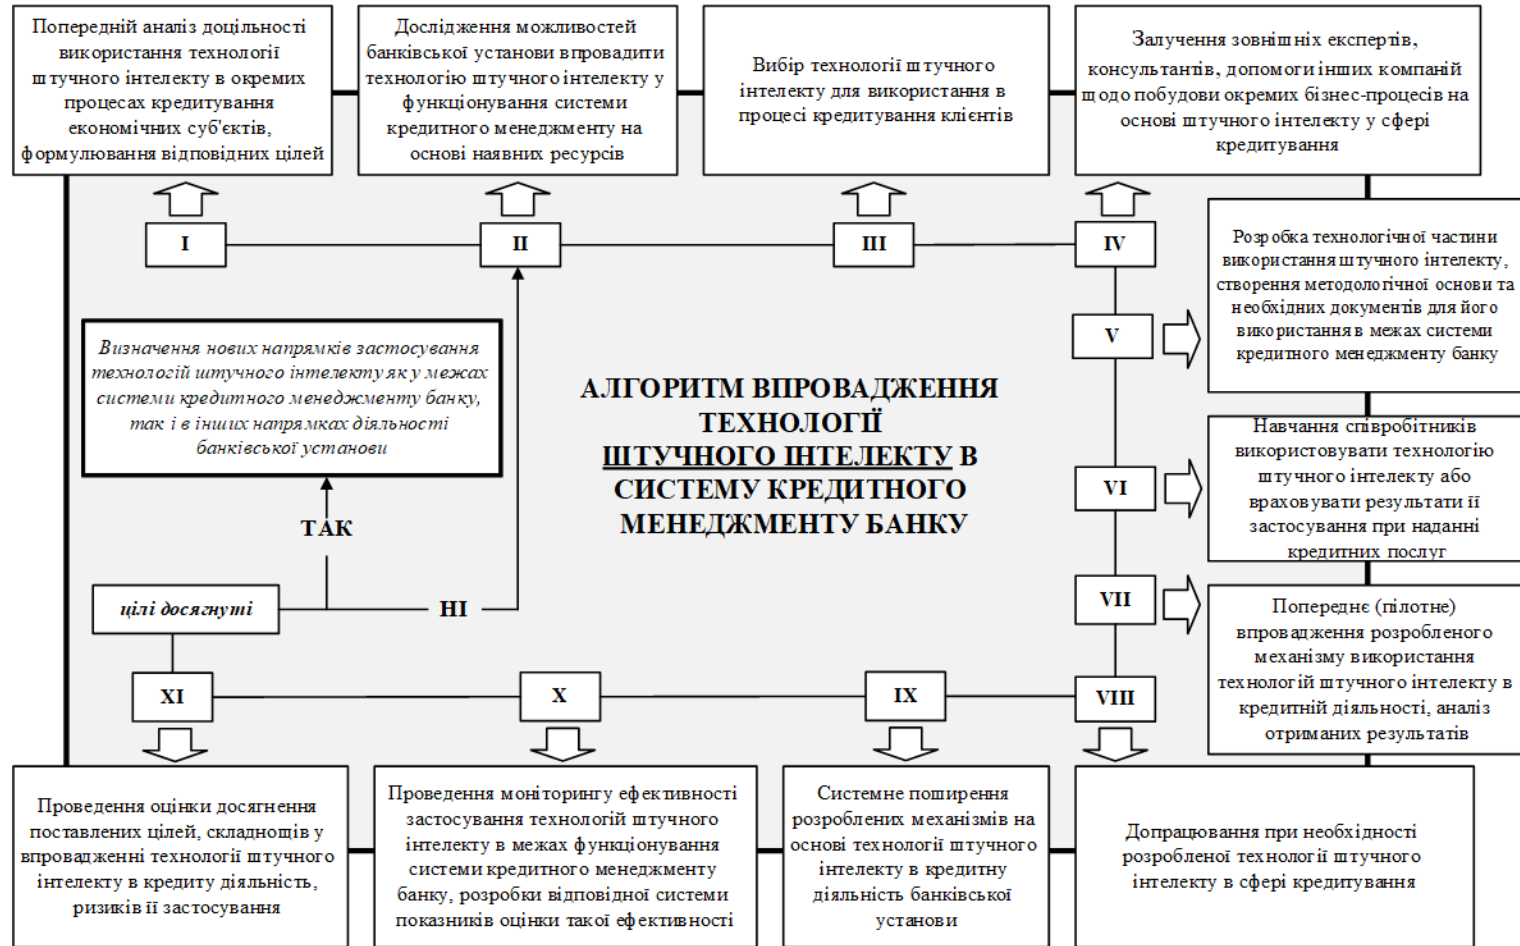 Попередній аналіз доцільності
використання технології
штучного інтелекту в окремих
процесах кредитування
економічних суб'єктів,
формулювання відповідних цілей
Дослідження можливостей
банківської установи впровадити
технологію штучного інтелекту у
функціонування системи
кредитного менеджменту на
основі наявних ресурсів
Вибір технології штучного
інтелекту для використання в
процесі кредитування клієнтів
Залучення зовнішніх експертів,
консультантів, допомоги інших компаній
щодо побудови окремих бізнес-процесів на
основі штучного інтелекту у сфері
кредитування
I
II
III
IV
Розробка технологічної частини
використання штучного інтелекту,
створення методологічної основи та
необхідних документів для його
використання в межах системи
кредитного менеджменту банку
V
Визначення нових напрямків застосування
технологій штучного інтелекту як у межах
системи кредитного менеджменту банку,
так і в інших напрямках діяльності
банківської установи
АЛГОРИТМ ВПРОВАДЖЕННЯ
ТЕХНОЛОГІЇ
ШТУЧНОГО ІНТЕЛЕКТУ В
СИСТЕМУ КРЕДИТНОГО
МЕНЕДЖМЕНТУ БАНКУ
VI
Навчання співробітників
використовувати технологію
штучного інтелекту або
враховувати результати її
застосування при наданні
кредитних послуг
ТАК
цілі досягнуті
НІ
VII
Попереднє (пілотне)
впровадження розробленого
механізму використання
технологій штучного інтелекту в
кредитній діяльності, аналіз
отриманих результатів
XI
X
IX
VIII
Проведення оцінки досягнення
поставлених цілей, складнощів у
впровадженні технології штучного
інтелекту в кредиту діяльність,
ризиків її застосування
Проведення моніторингу ефективності
застосування технологій штучного
інтелекту в межах функціонування
системи кредитного менеджменту
банку, розробки відповідної системи
показників оцінки такої ефективності
Системне поширення
розроблених механізмів на
основі технології штучного
інтелекту в кредитну
діяльність банківської
установи
Допрацювання при необхідності
розробленої технології штучного
інтелекту в сфері кредитування